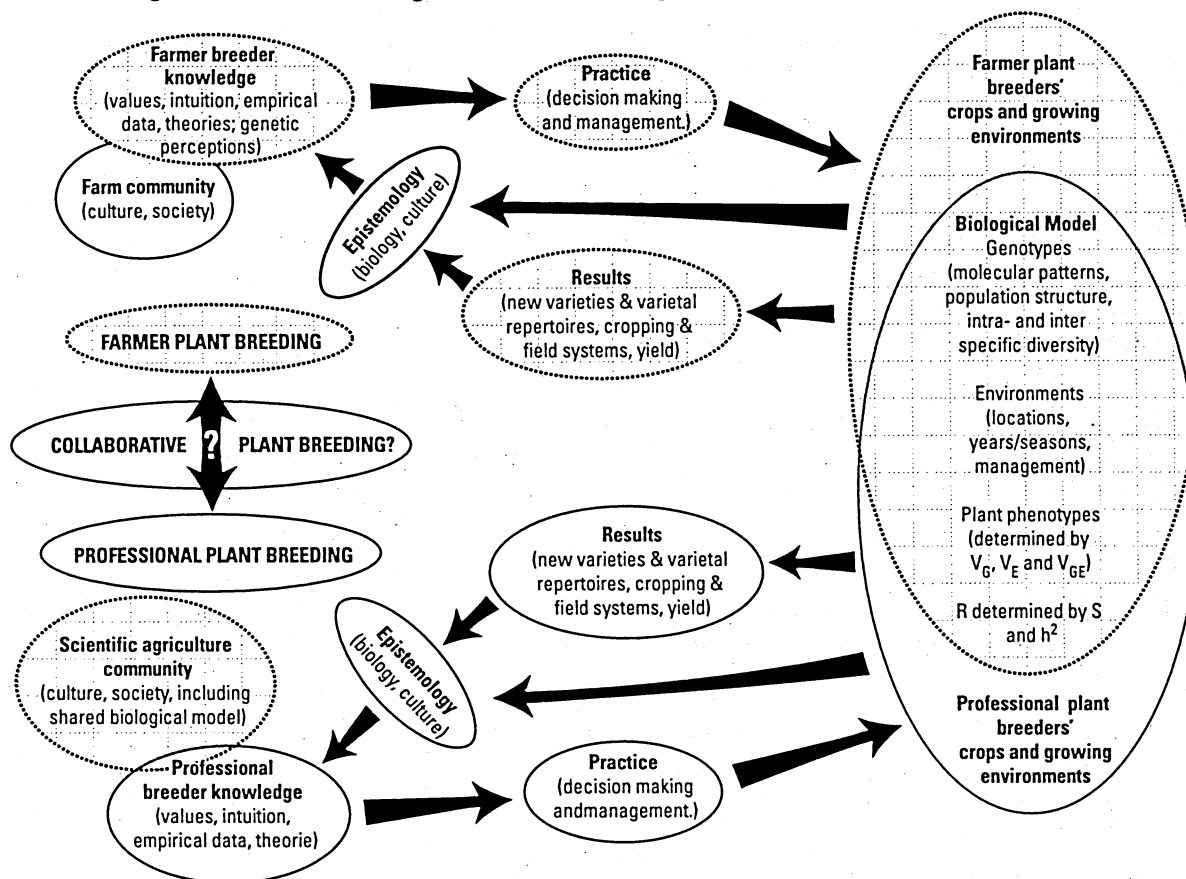 Farmer breeder
knowledge
(values, intuition, empirical
data, theories; genetic
perceptions)
Farm community
(culture, society)
Practice
(decision making
and management.)
Epistemology
(biology, culture)
Results
(new varieties & varietal
repertoires, cropping &
field systems, yield)
Farmer plant
breeders'
crops and growing
environments
Biological Model
Genotypes
(molecular patterns,
population structure,
intra- and inter
specific diversity)
Environments
(locations,
years/seasons,
management)
Plant phenotypes
(determined by
V_G, V_E and V_GE)
R determined by S
and h²
Professional plant
breeders'
crops and growing
environments
FARMER PLANT BREEDING
COLLABORATIVE ? PLANT BREEDING?
PROFESSIONAL PLANT BREEDING
Results
(new varieties & varietal
repertoires, cropping &
field systems, yield)
Epistemology
(biology, culture)
Scientific agriculture
community
(culture, society, including
shared biological model)
Professional
breeder knowledge
(values, intuition,
empirical data, theorie)
Practice
(decision making
andmanagement.)